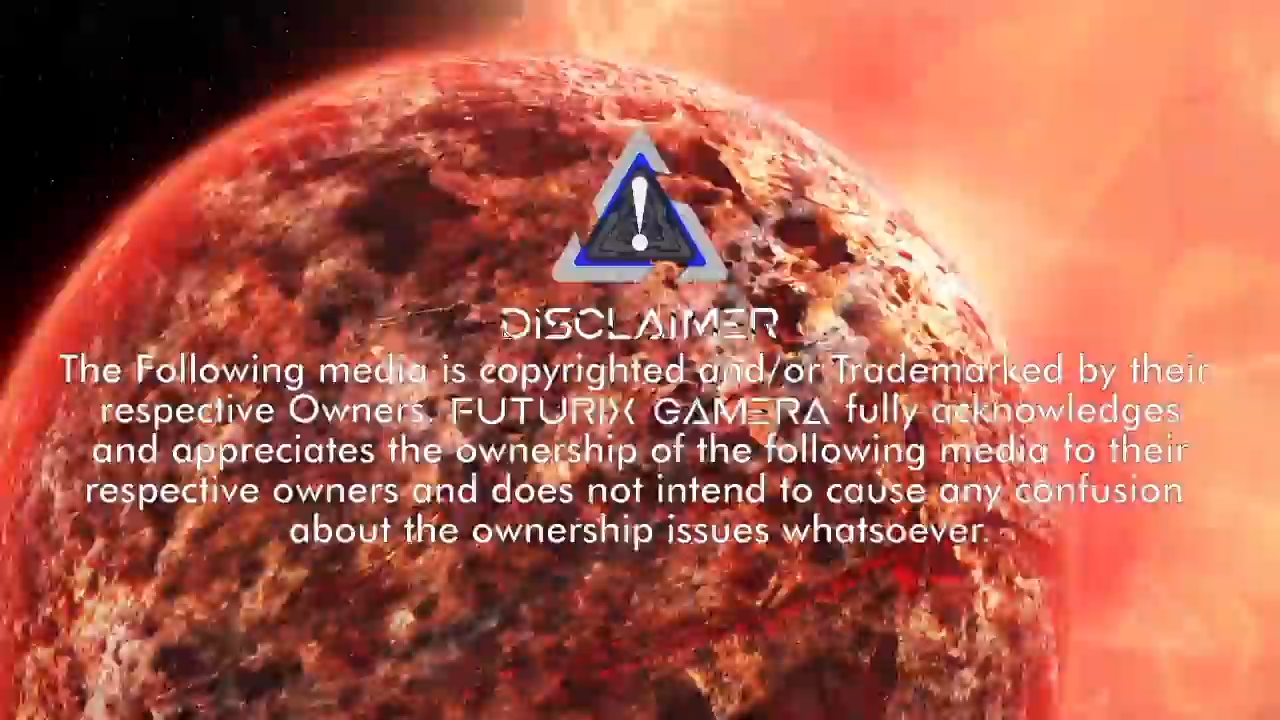 DiSCLAiMER
The Following media is copyrighted and/or Trademarked by their
respective Owners. FUTURIX GAMERA fully acknowledges
and appreciates the ownership of the following media to their
respective owners and does not intend to cause any confusion
about the ownership issues whatsoever.